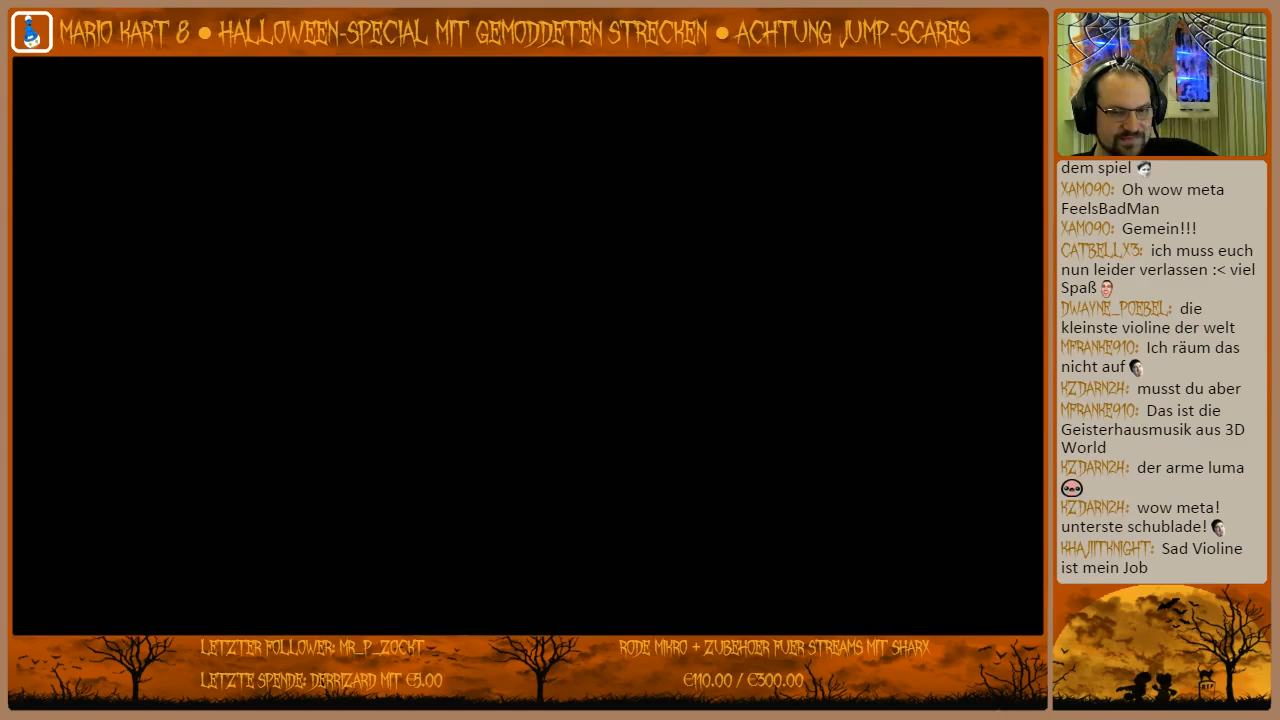 MARIO KART 8 ● HALLOWEEN-SPECIAL MIT GEMODDETEN STRECKEN ● ACHTUNG JUMP-SCARES
dem spiel
XAMO90: Oh wow meta
FeelsBadMan
XAMO90: Gemein!!!
CATBELLX3: ich muss euch
nun leider verlassen :< viel
Spaß
DWAYNE_POEBEL: die
kleinste violine der welt
MFRANKE910: Ich räum das
nicht auf
KZDARN24: musst du aber
MFRANKE910: Das ist die
Geisterhausmusik aus 3D
World
KZDARN24: der arme luma
KZDARN24: wow meta!
unterste schublade!
KHAJIITKNIGHT: Sad Violine
ist mein Job
LETZTER FOLLOWER: MR_P_ZOCKT
LETZTE SPENDE: DERRIZARD MIT €5.00
RODE MIKRO + ZUBEHOER FUER STREAMS MIT SHARX
€110.00 / €300.00
RIP